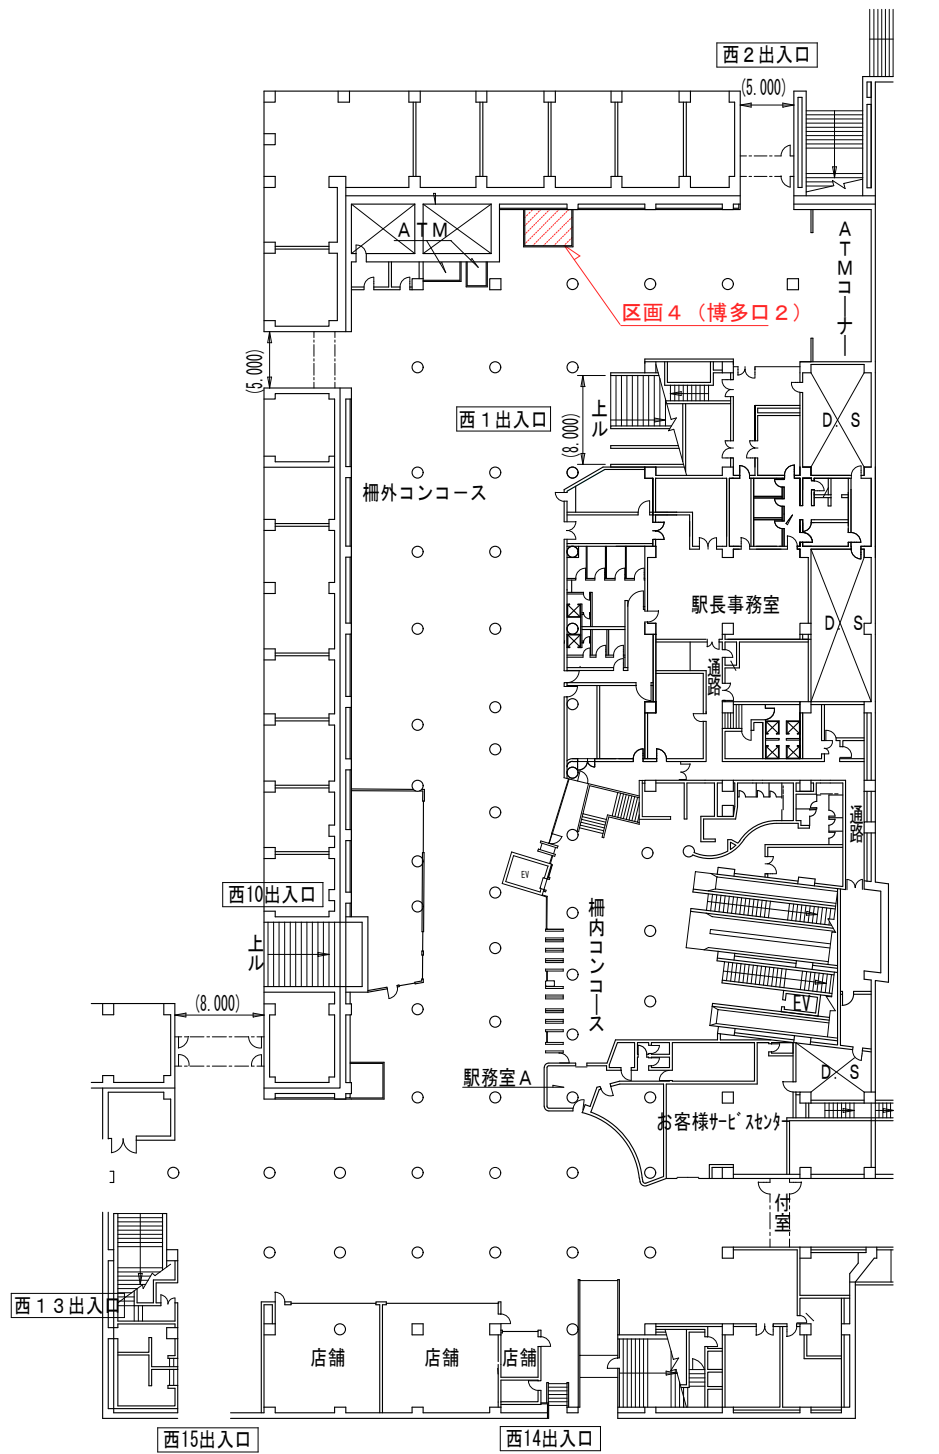 西２出入口
(5.000)
ＡＴＭ
ＡＴＭコーナー
区画４（博多口２）
(5.000)
西１出入口
(8.000)
上ル
D.S
柵外コンコース
駅長事務室
D.S
通路
通路
EV
西10出入口
柵内コンコース
上ル
(8.000)
EV
駅務室Ａ
D.S
お客様サービスセンター
付室
西１３出入口
店舗
店舗
店舗
西15出入口
西14出入口